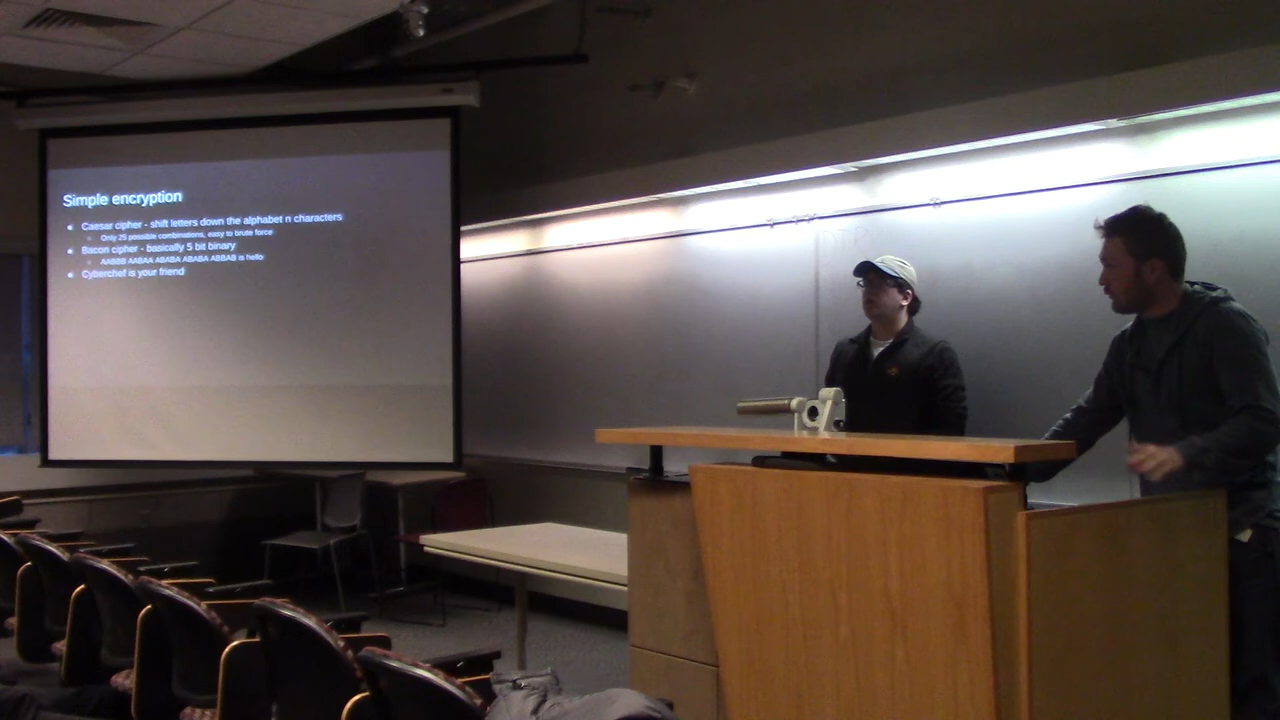 Simple encryption
Caesar cipher - shift letters down the alphabet n characters
Only 25 possible combinations, easy to brute force
Bacon cipher - basically 5 bit binary
AABBB AABAA ABABA ABABA ABBAB is hello
Cyberchef is your friend